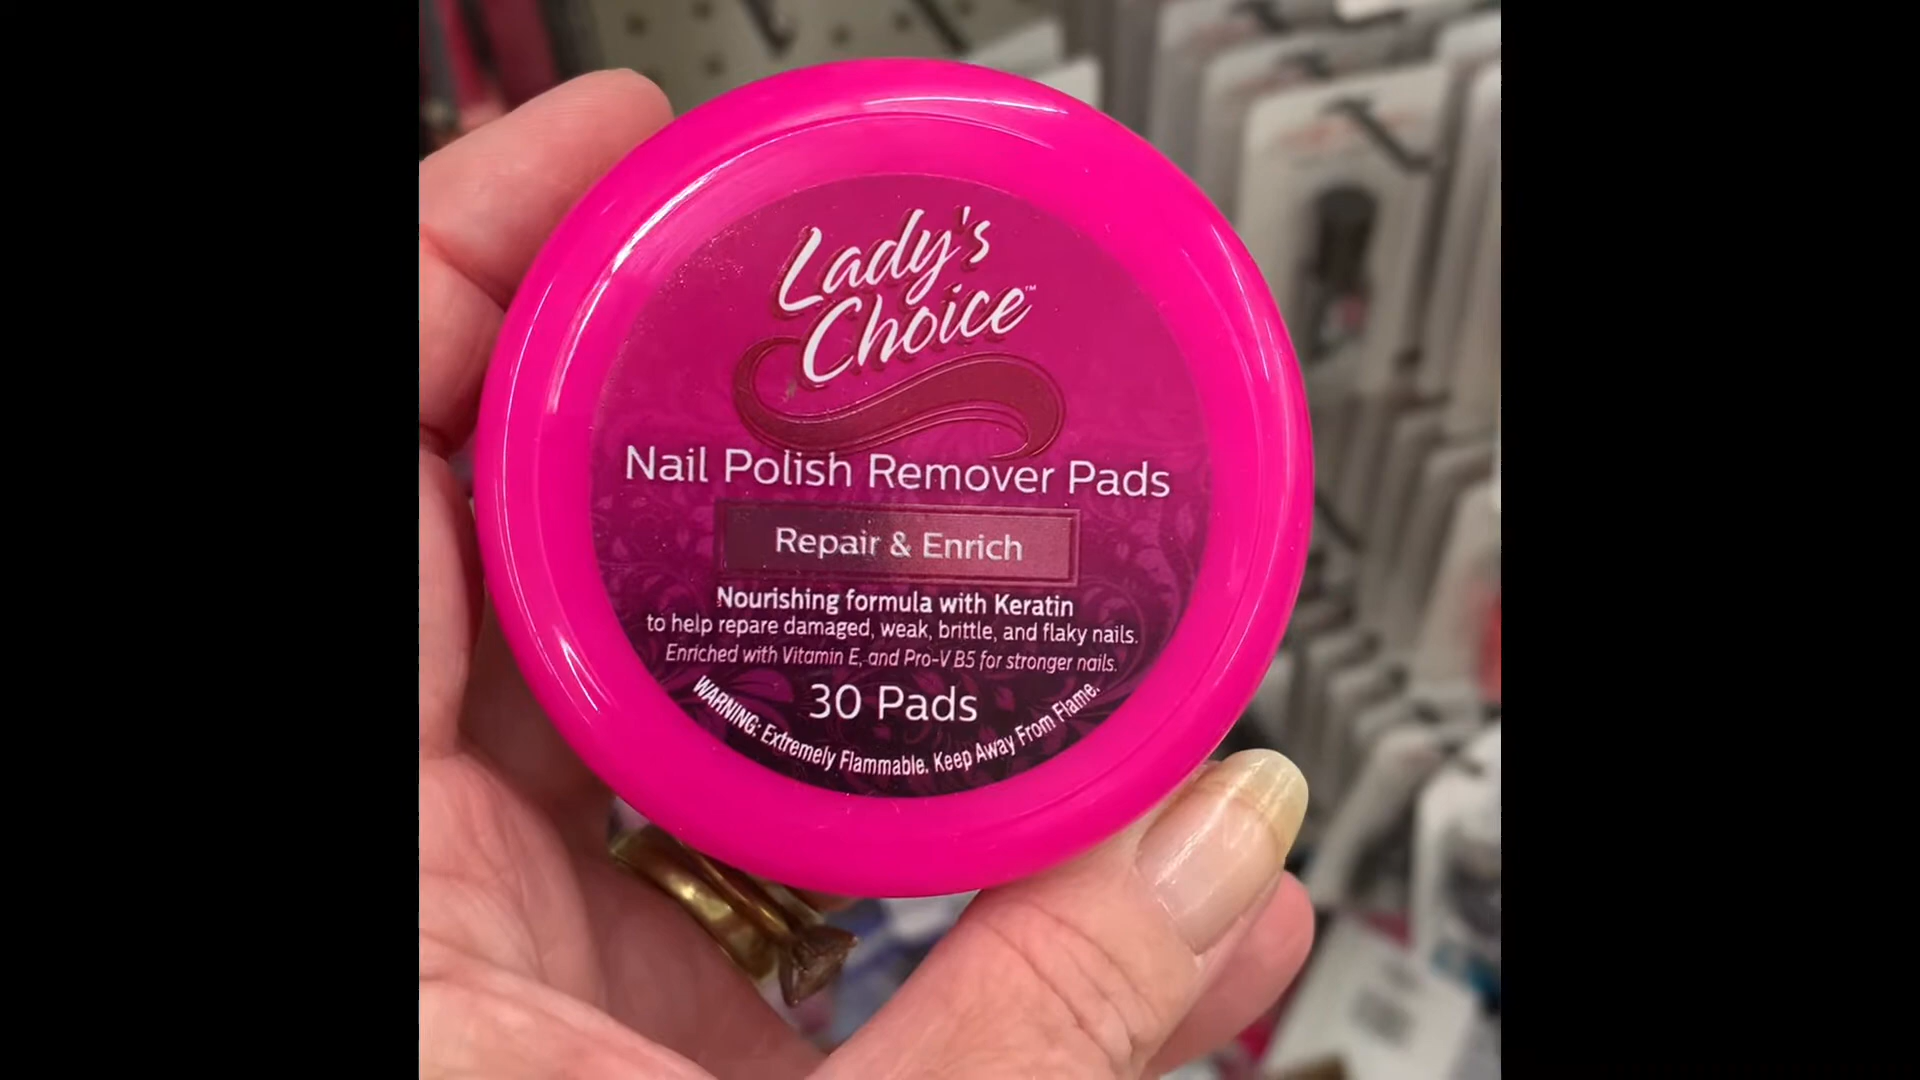 Lady's
Choice™
Nail Polish Remover Pads
Repair & Enrich
Nourishing formula with Keratin
to help repare damaged, weak, brittle, and flaky nails.
Enriched with Vitamin E, and Pro-V B5 for stronger nails.
30 Pads
WARNING: Extremely Flammable. Keep Away From Flame.